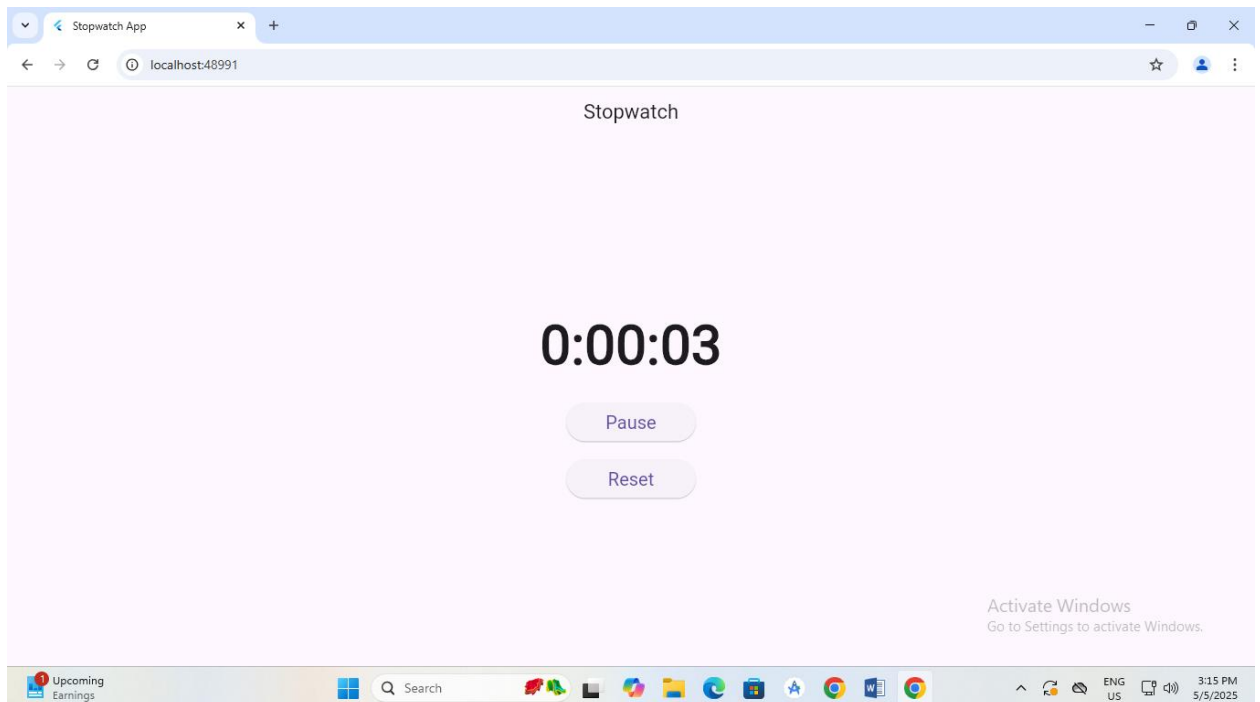 Stopwatch App
localhost:48991
Stopwatch
0:00:03
Pause
Reset
Activate Windows
Go to Settings to activate Windows.
1
Upcoming
Earnings
Search
W
ENG
US
3:15 PM
5/5/2025